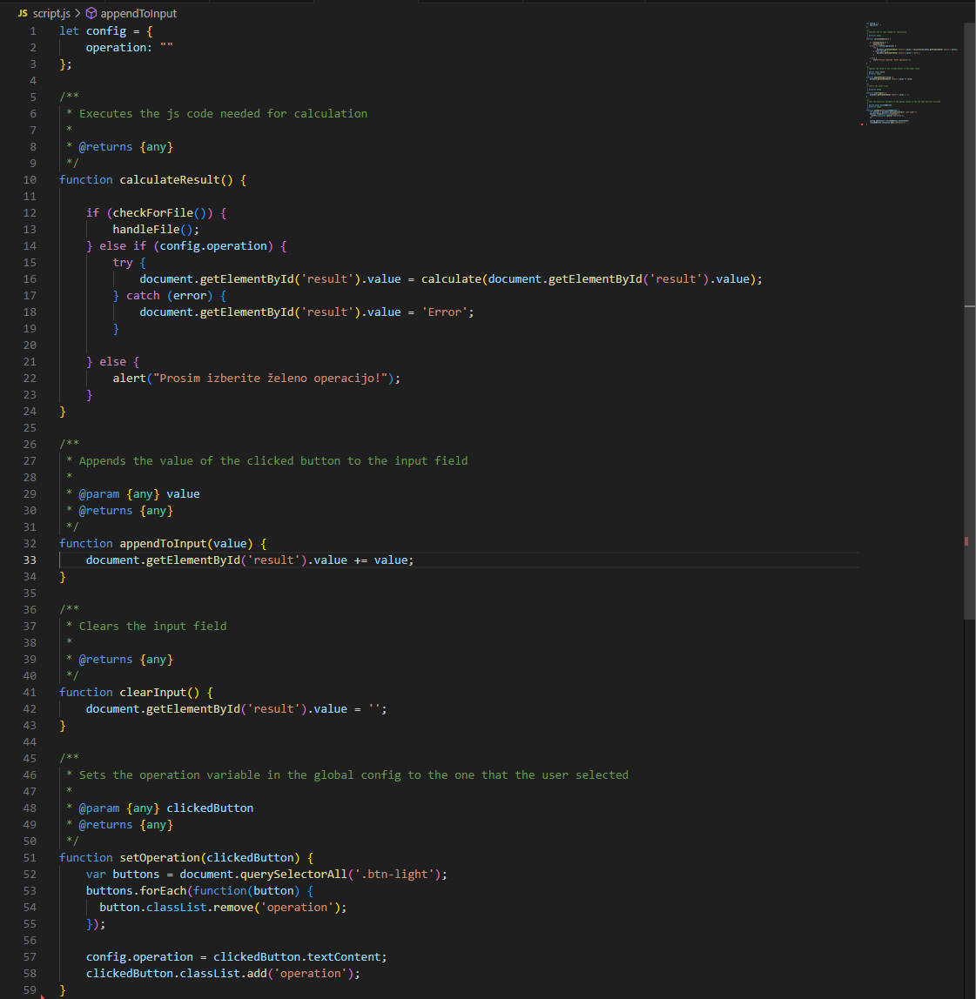 JS script.js > appendToInput
1 let config = {
2     operation: ""
3 };
4
5 /**
6  * Executes the js code needed for calculation
7  *
8  * @returns {any}
9  */
10 function calculateResult() {
11
12     if (checkForFile()) {
13         handleFile();
14     } else if (config.operation) {
15         try {
16             document.getElementById('result').value = calculate(document.getElementById('result').value);
17         } catch (error) {
18             document.getElementById('result').value = 'Error';
19         }
20
21     } else {
22         alert("Prosim izberite želeno operacijo!");
23     }
24 }
25
26 /**
27  * Appends the value of the clicked button to the input field
28  *
29  * @param {any} value
30  * @returns {any}
31  */
32 function appendToInput(value) {
33     document.getElementById('result').value += value;
34 }
35
36 /**
37  * Clears the input field
38  *
39  * @returns {any}
40  */
41 function clearInput() {
42     document.getElementById('result').value = '';
43 }
44
45 /**
46  * Sets the operation variable in the global config to the one that the user selected
47  *
48  * @param {any} clickedButton
49  * @returns {any}
50  */
51 function setOperation(clickedButton) {
52     var buttons = document.querySelectorAll('.btn-light');
53     buttons.forEach(function(button) {
54       button.classList.remove('operation');
55     });
56
57     config.operation = clickedButton.textContent;
58     clickedButton.classList.add('operation');
59 }